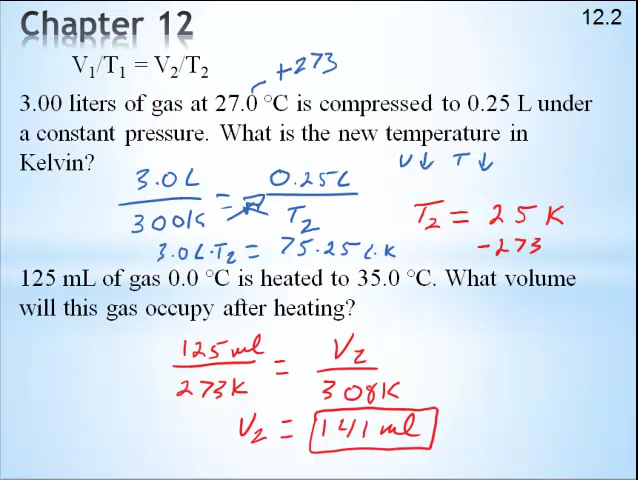 Chapter 12
12.2
V₁/T₁ = V₂/T₂
+273
3.00 liters of gas at 27.0 °C is compressed to 0.25 L under
a constant pressure. What is the new temperature in
Kelvin?
V↓ T↓
3.0L/300K = 0.25L/T₂
T₂ = 25 K
-273
3.0L·T₂ = 75.25L·K
125 mL of gas 0.0 °C is heated to 35.0 °C. What volume
will this gas occupy after heating?
125ml/273K = V₂/308K
V₂ = 141 ml